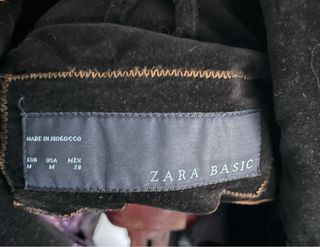 MADE IN MOROCCO
EUR USA MEX
M M 28
ZARA BASIC